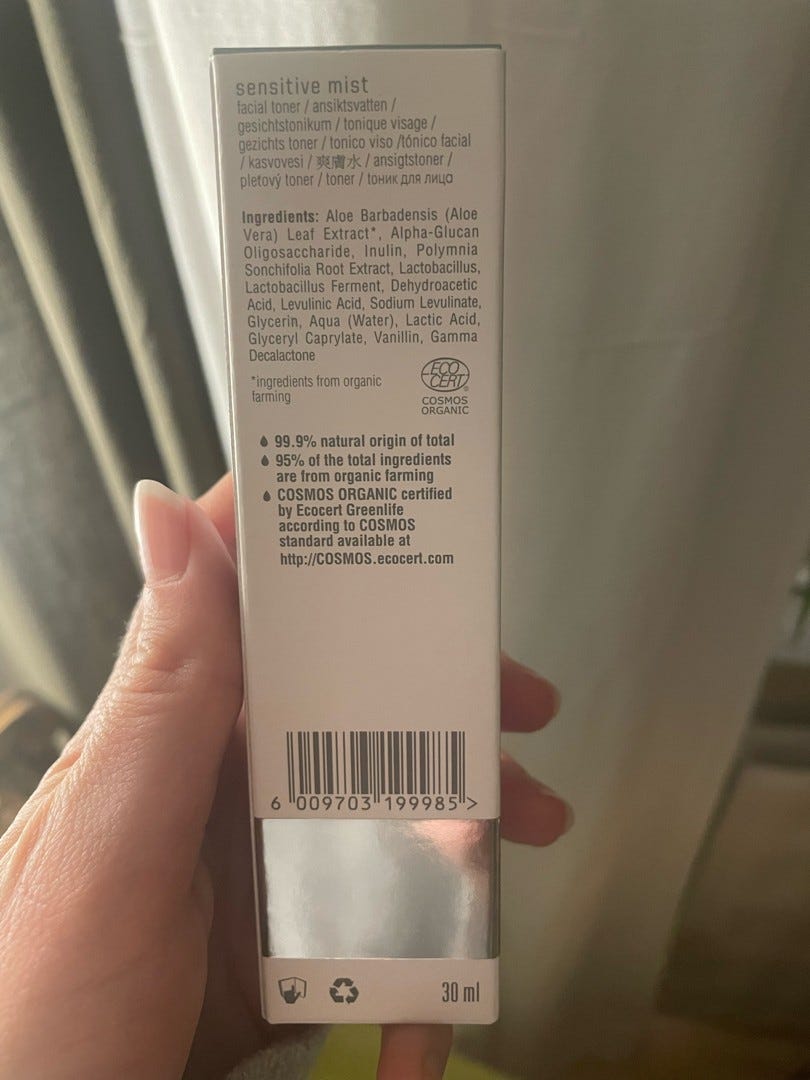 sensitive mist
facial toner / ansiktsvatten /
gesichtstonikum / tonique visage /
gezichts toner / tonico viso /tónico facial
/ kasvovesi / 爽膚水 / ansigtstoner /
pleťový toner / toner / тоник для лица
Ingredients: Aloe Barbadensis (Aloe
Vera) Leaf Extract*, Alpha-Glucan
Oligosaccharide, Inulin, Polymnia
Sonchifolia Root Extract, Lactobacillus,
Lactobacillus Ferment, Dehydroacetic
Acid, Levulinic Acid, Sodium Levulinate,
Glycerin, Aqua (Water), Lactic Acid,
Glyceryl Caprylate, Vanillin, Gamma
Decalactone
*ingredients from organic
farming
ECO
CERT®
COSMOS
ORGANIC
99.9% natural origin of total
95% of the total ingredients
are from organic farming
COSMOS ORGANIC certified
by Ecocert Greenlife
according to COSMOS
standard available at
http://COSMOS.ecocert.com
6 009703 199985 >
30 ml